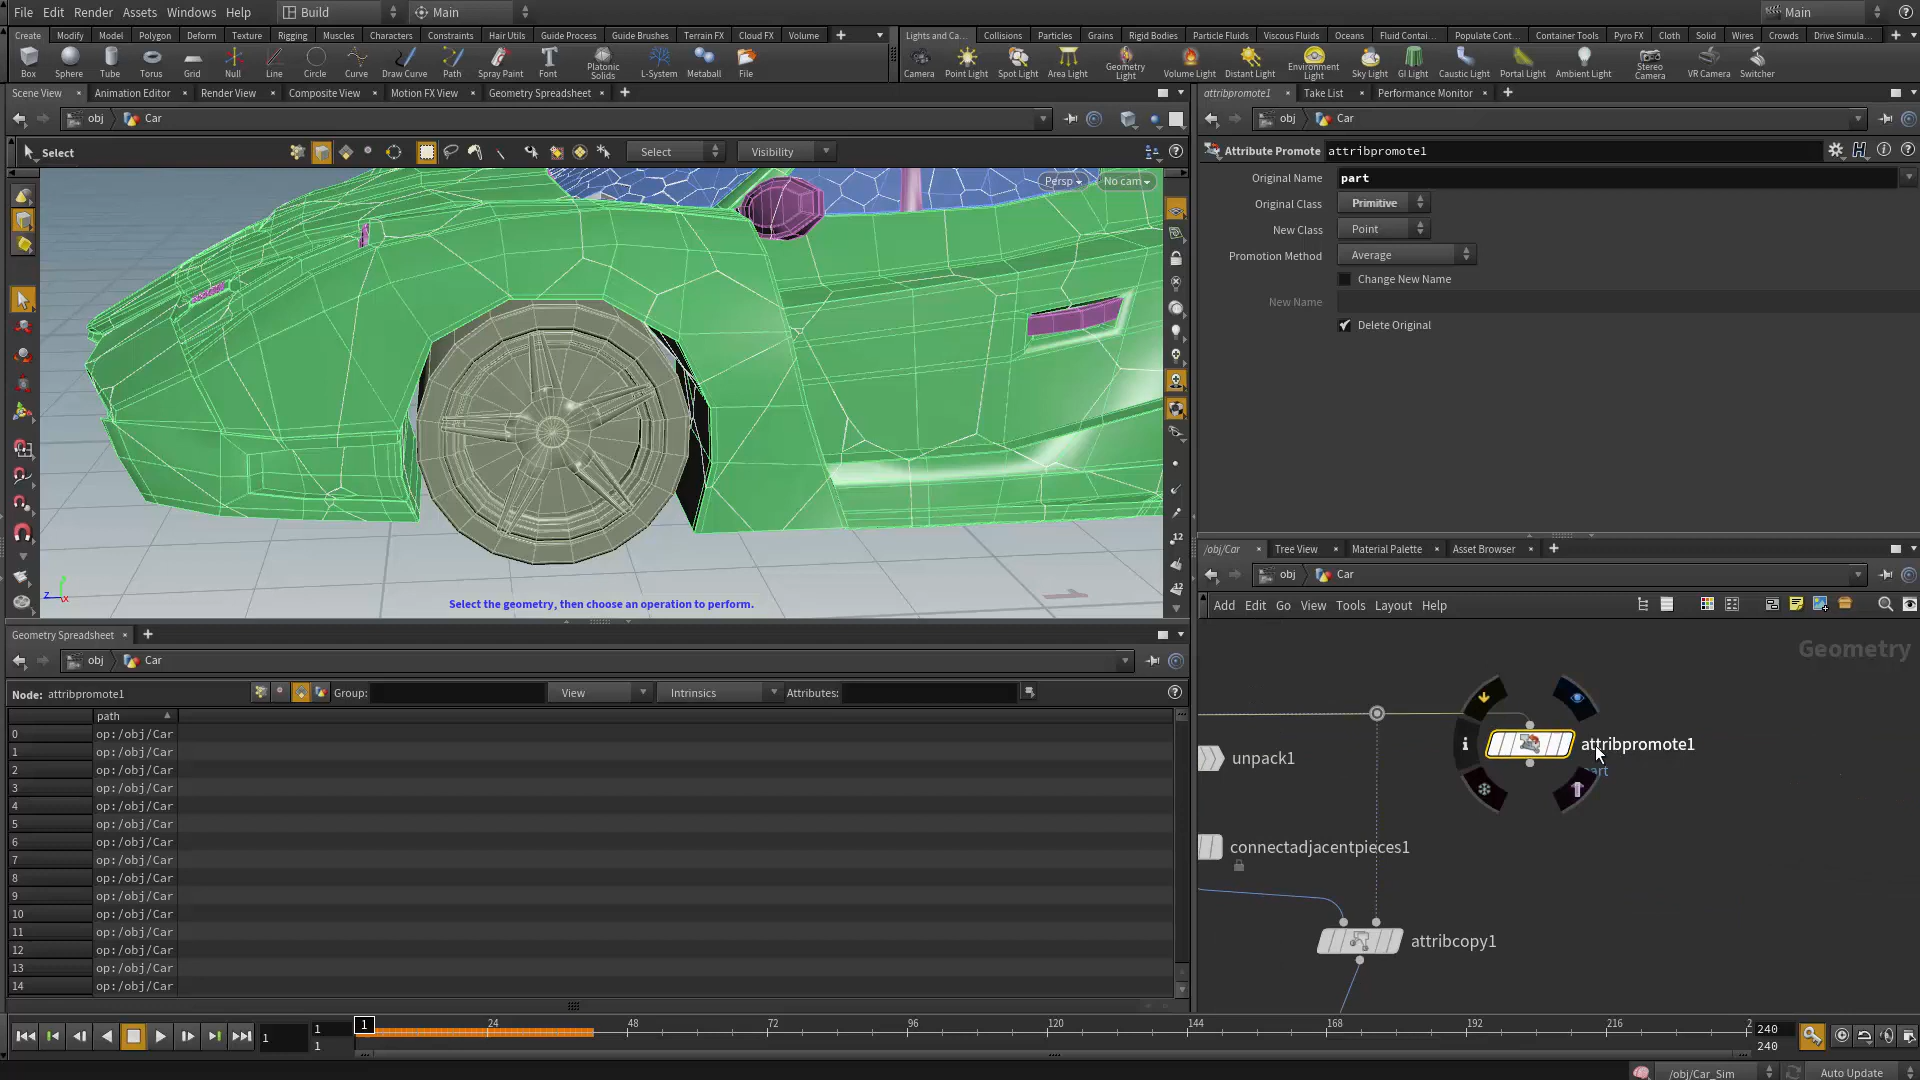 File Edit Render Assets Windows Help Build Main Main
Create Modify Model Polygon Deform Texture Rigging Muscles Characters Constraints Hair Utils Guide Process Guide Brushes Terrain FX Cloud FX Volume
Lights and Ca... Collisions Particles Grains Rigid Bodies Particle Fluids Viscous Fluids Oceans Fluid Contai... Populate Cont... Container Tools Pyro FX Cloth Solid Wires Crowds Drive Simula...
Box Sphere Tube Torus Grid Null Line Circle Curve Draw Curve Path Spray Paint Font Platonic Solids L-System Metaball File
Camera Point Light Spot Light Area Light Geometry Light Volume Light Distant Light Environment Light Sky Light GI Light Caustic Light Portal Light Ambient Light Stereo Camera VR Camera Switcher
Scene View Animation Editor Render View Composite View Motion FX View Geometry Spreadsheet
obj Car
Select Select Visibility
Persp No cam
Select the geometry, then choose an operation to perform.
attribpromote1 Take List Performance Monitor
obj Car
Attribute Promote attribpromote1
Original Name part
Original Class Primitive
New Class Point
Promotion Method Average
Change New Name
New Name
Delete Original
/obj/Car Tree View Material Palette Asset Browser
obj Car
Add Edit Go View Tools Layout Help
Geometry
attribpromote1
unpack1
connectadjacentpieces1
attribcopy1
Geometry Spreadsheet
obj Car
Node: attribpromote1 Group: View Intrinsics Attributes:
path
0 op:/obj/Car
1 op:/obj/Car
2 op:/obj/Car
3 op:/obj/Car
4 op:/obj/Car
5 op:/obj/Car
6 op:/obj/Car
7 op:/obj/Car
8 op:/obj/Car
9 op:/obj/Car
10 op:/obj/Car
11 op:/obj/Car
12 op:/obj/Car
13 op:/obj/Car
14 op:/obj/Car
1 1 1 1 24 48 72 96 120 144 168 192 216 2 240 240
/obj/Car_Sim Auto Update